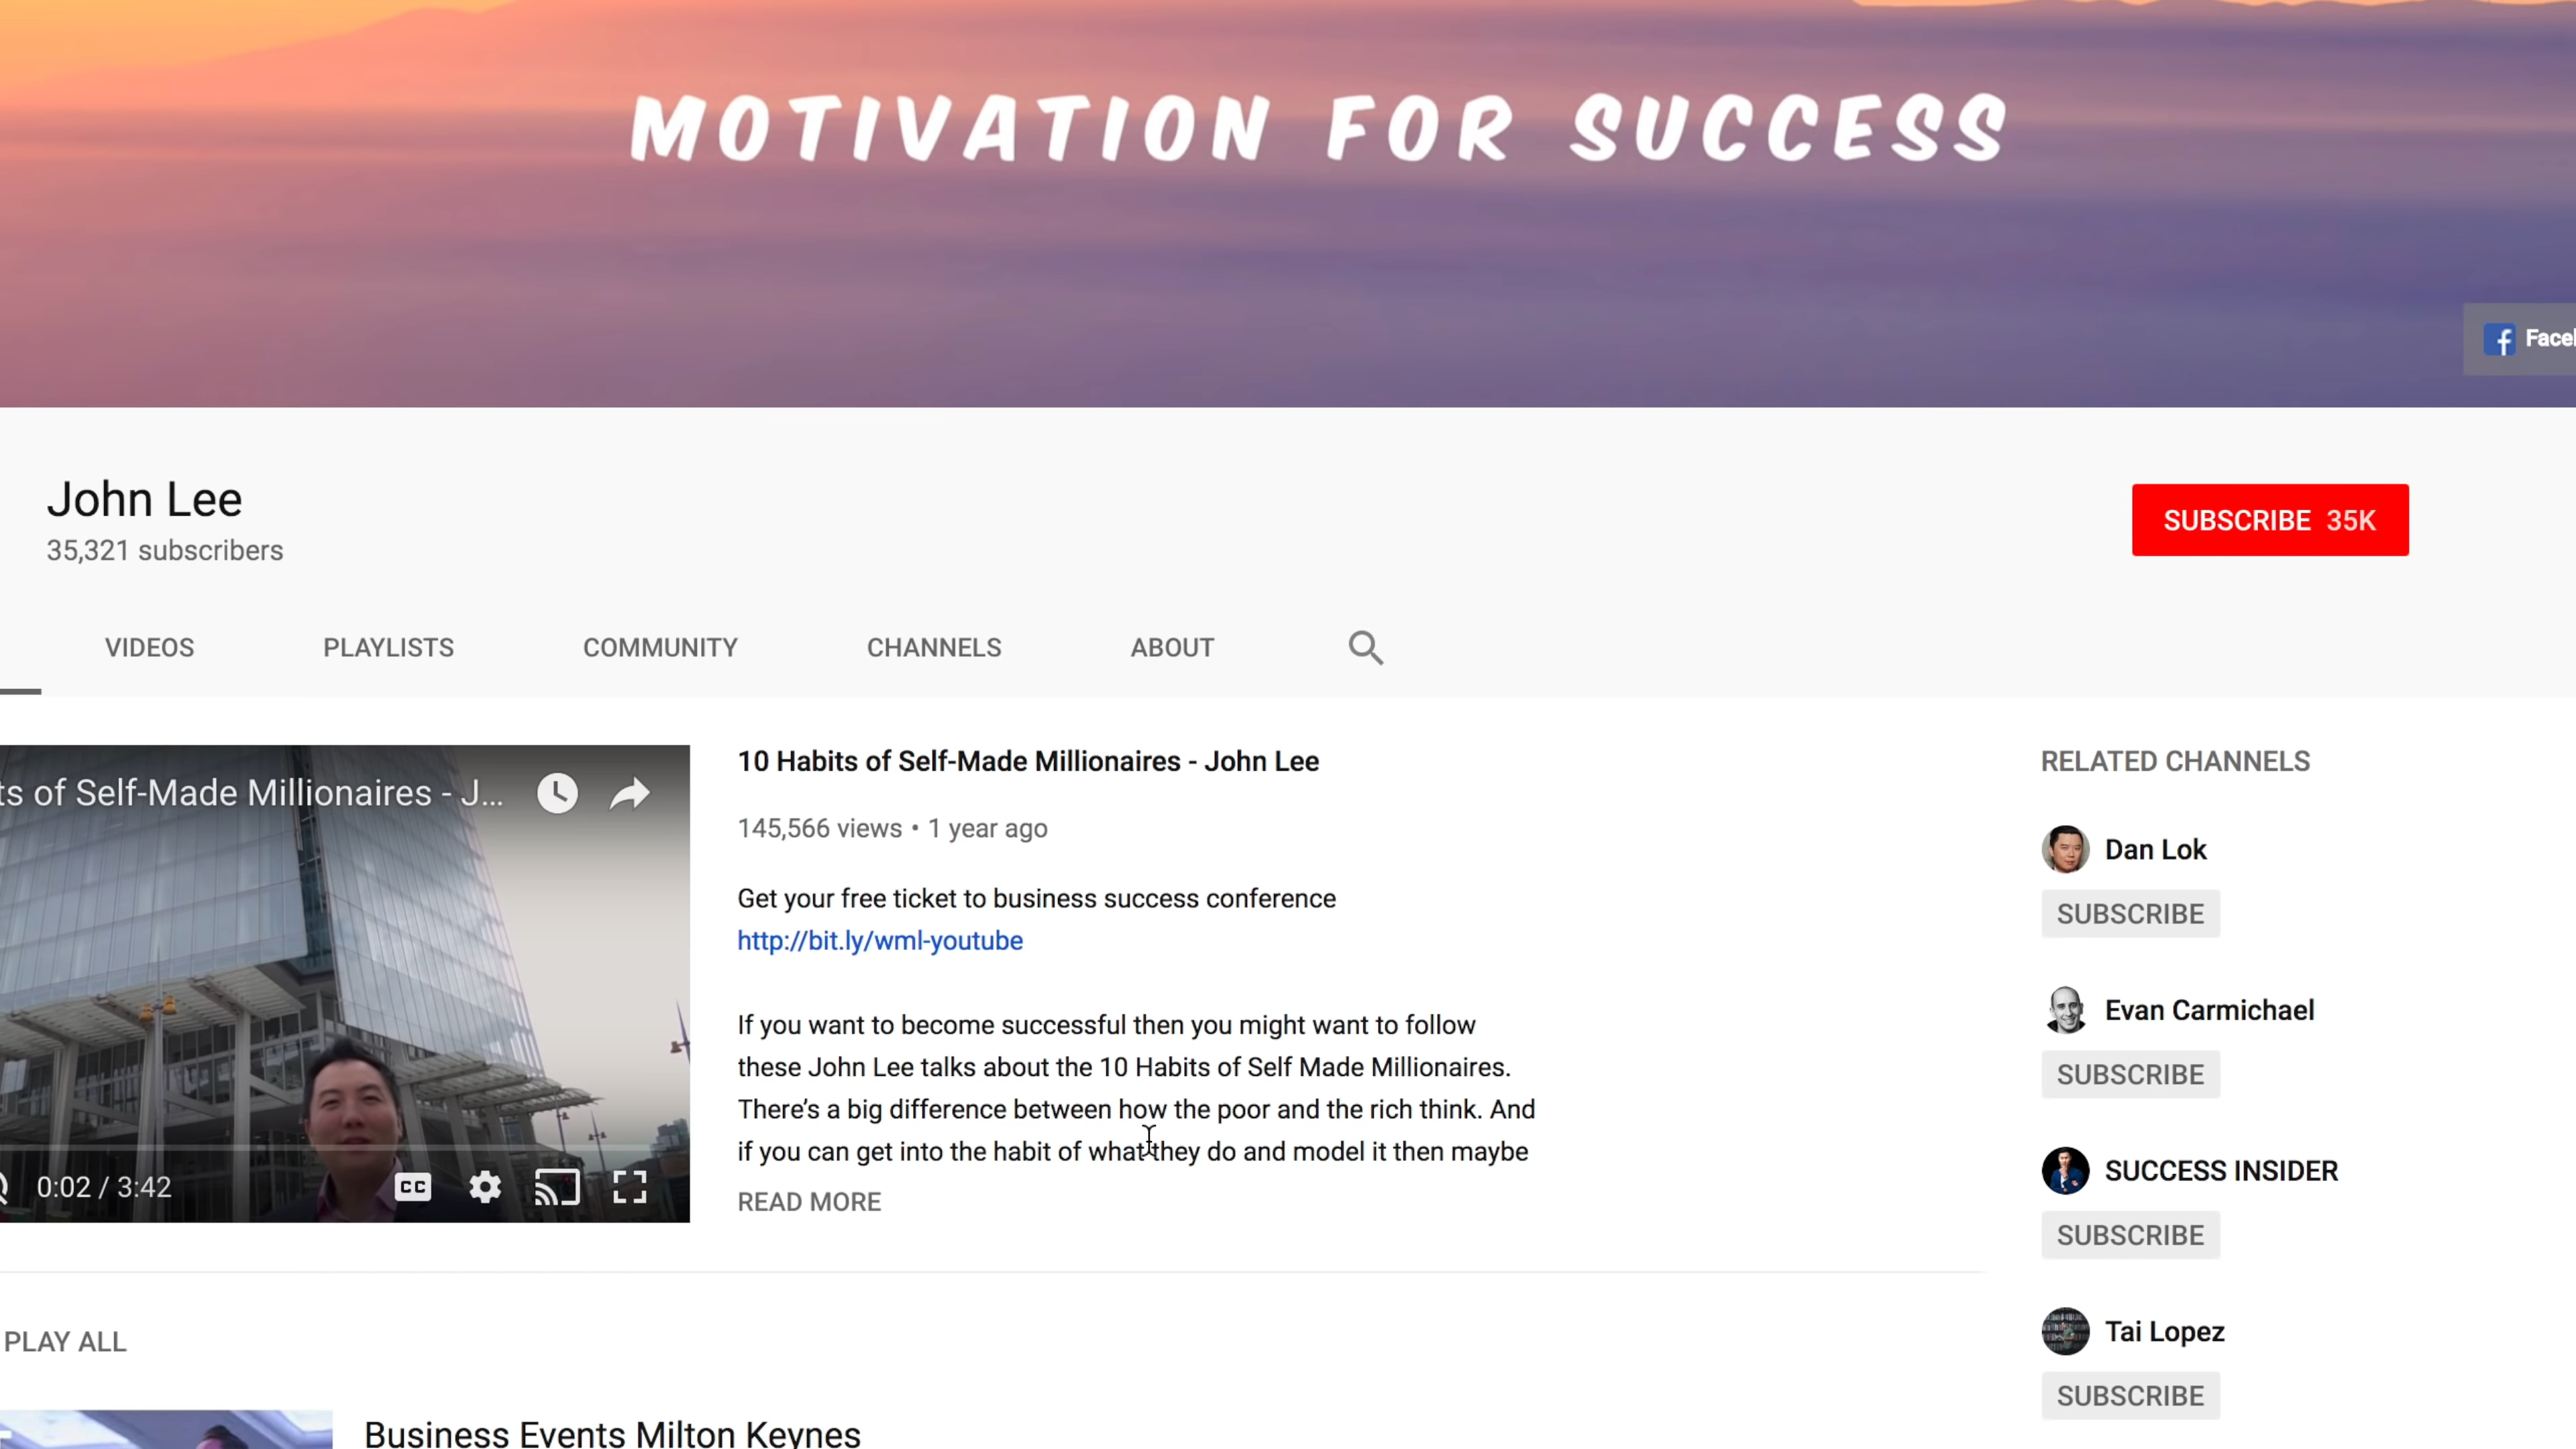 MOTIVATION FOR SUCCESS
John Lee
35,321 subscribers
SUBSCRIBE 35K
VIDEOS PLAYLISTS COMMUNITY CHANNELS ABOUT
of Self-Made Millionaires - J...
0:02 / 3:42
CC
10 Habits of Self-Made Millionaires - John Lee
145,566 views • 1 year ago
Get your free ticket to business success conference
http://bit.ly/wml-youtube
If you want to become successful then you might want to follow
these John Lee talks about the 10 Habits of Self Made Millionaires.
There's a big difference between how the poor and the rich think. And
if you can get into the habit of what they do and model it then maybe
READ MORE
RELATED CHANNELS
Dan Lok
SUBSCRIBE
Evan Carmichael
SUBSCRIBE
SUCCESS INSIDER
SUBSCRIBE
Tai Lopez
SUBSCRIBE
PLAY ALL
Business Events Milton Keynes